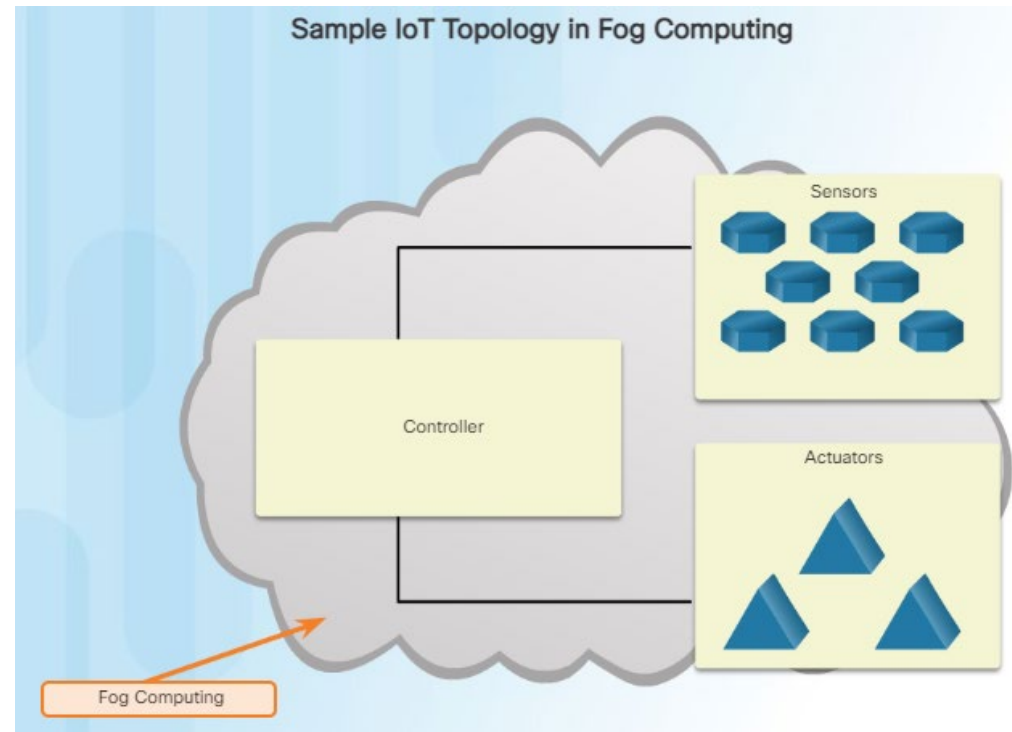 Sample IoT Topology in Fog Computing
Sensors
Controller
Actuators
Fog Computing